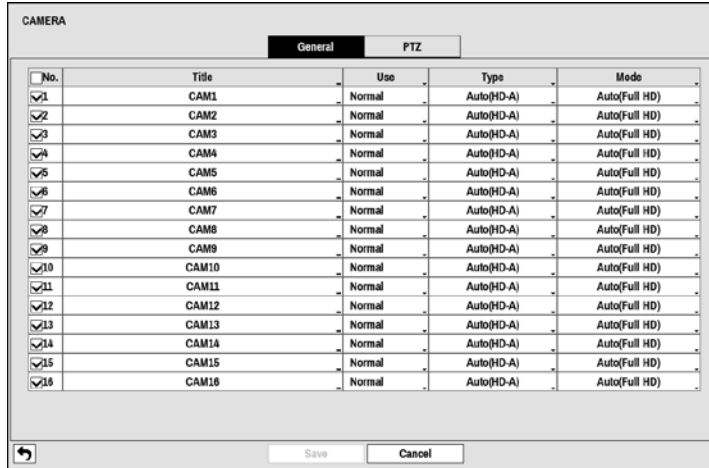 CAMERA
General PTZ
No. Title Use Type Mode
1 CAM1 Normal Auto(HD-A) Auto(Full HD)
2 CAM2 Normal Auto(HD-A) Auto(Full HD)
3 CAM3 Normal Auto(HD-A) Auto(Full HD)
4 CAM4 Normal Auto(HD-A) Auto(Full HD)
5 CAM5 Normal Auto(HD-A) Auto(Full HD)
6 CAM6 Normal Auto(HD-A) Auto(Full HD)
7 CAM7 Normal Auto(HD-A) Auto(Full HD)
8 CAM8 Normal Auto(HD-A) Auto(Full HD)
9 CAM9 Normal Auto(HD-A) Auto(Full HD)
10 CAM10 Normal Auto(HD-A) Auto(Full HD)
11 CAM11 Normal Auto(HD-A) Auto(Full HD)
12 CAM12 Normal Auto(HD-A) Auto(Full HD)
13 CAM13 Normal Auto(HD-A) Auto(Full HD)
14 CAM14 Normal Auto(HD-A) Auto(Full HD)
15 CAM15 Normal Auto(HD-A) Auto(Full HD)
16 CAM16 Normal Auto(HD-A) Auto(Full HD)
Save Cancel